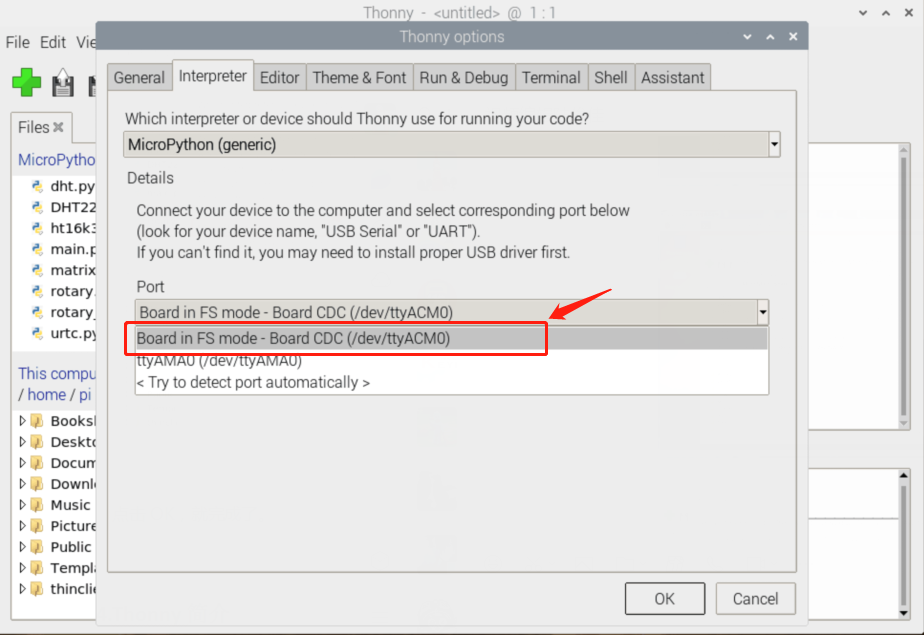 Thonny - <untitled> @ 1 : 1
File Edit Vie
Thonny options
General Interpreter Editor Theme & Font Run & Debug Terminal Shell Assistant
Files
MicroPytho
dht.py
DHT22
ht16k3
main.p
matrix
rotary.
rotary_
urtc.py
This compu
/ home / pi
Booksl
Deskto
Docum
Downl
Music
Picture
Public
Templa
thinclie
Which interpreter or device should Thonny use for running your code?
MicroPython (generic)
Details
Connect your device to the computer and select corresponding port below
(look for your device name, "USB Serial" or "UART").
If you can't find it, you may need to install proper USB driver first.
Port
Board in FS mode - Board CDC (/dev/ttyACM0)
Board in FS mode - Board CDC (/dev/ttyACM0)
ttyAMA0 (/dev/ttyAMA0)
< Try to detect port automatically >
OK Cancel